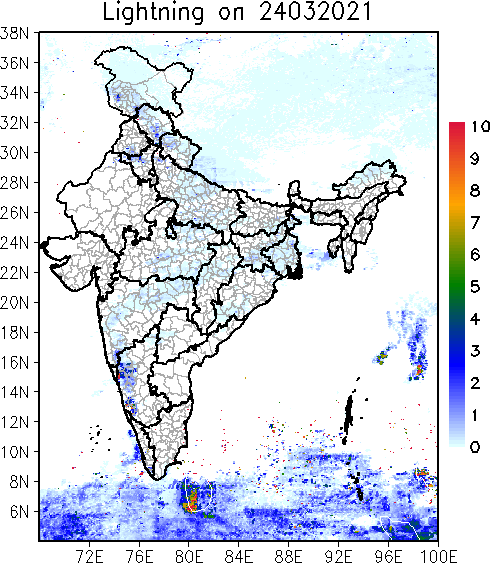 Lightning on 24032021
38N
36N
34N
32N
30N
28N
26N
24N
22N
20N
18N
16N
14N
12N
10N
8N
6N
72E 76E 80E 84E 88E 92E 96E 100E
10
9
8
7
6
5
4
3
2
1
0